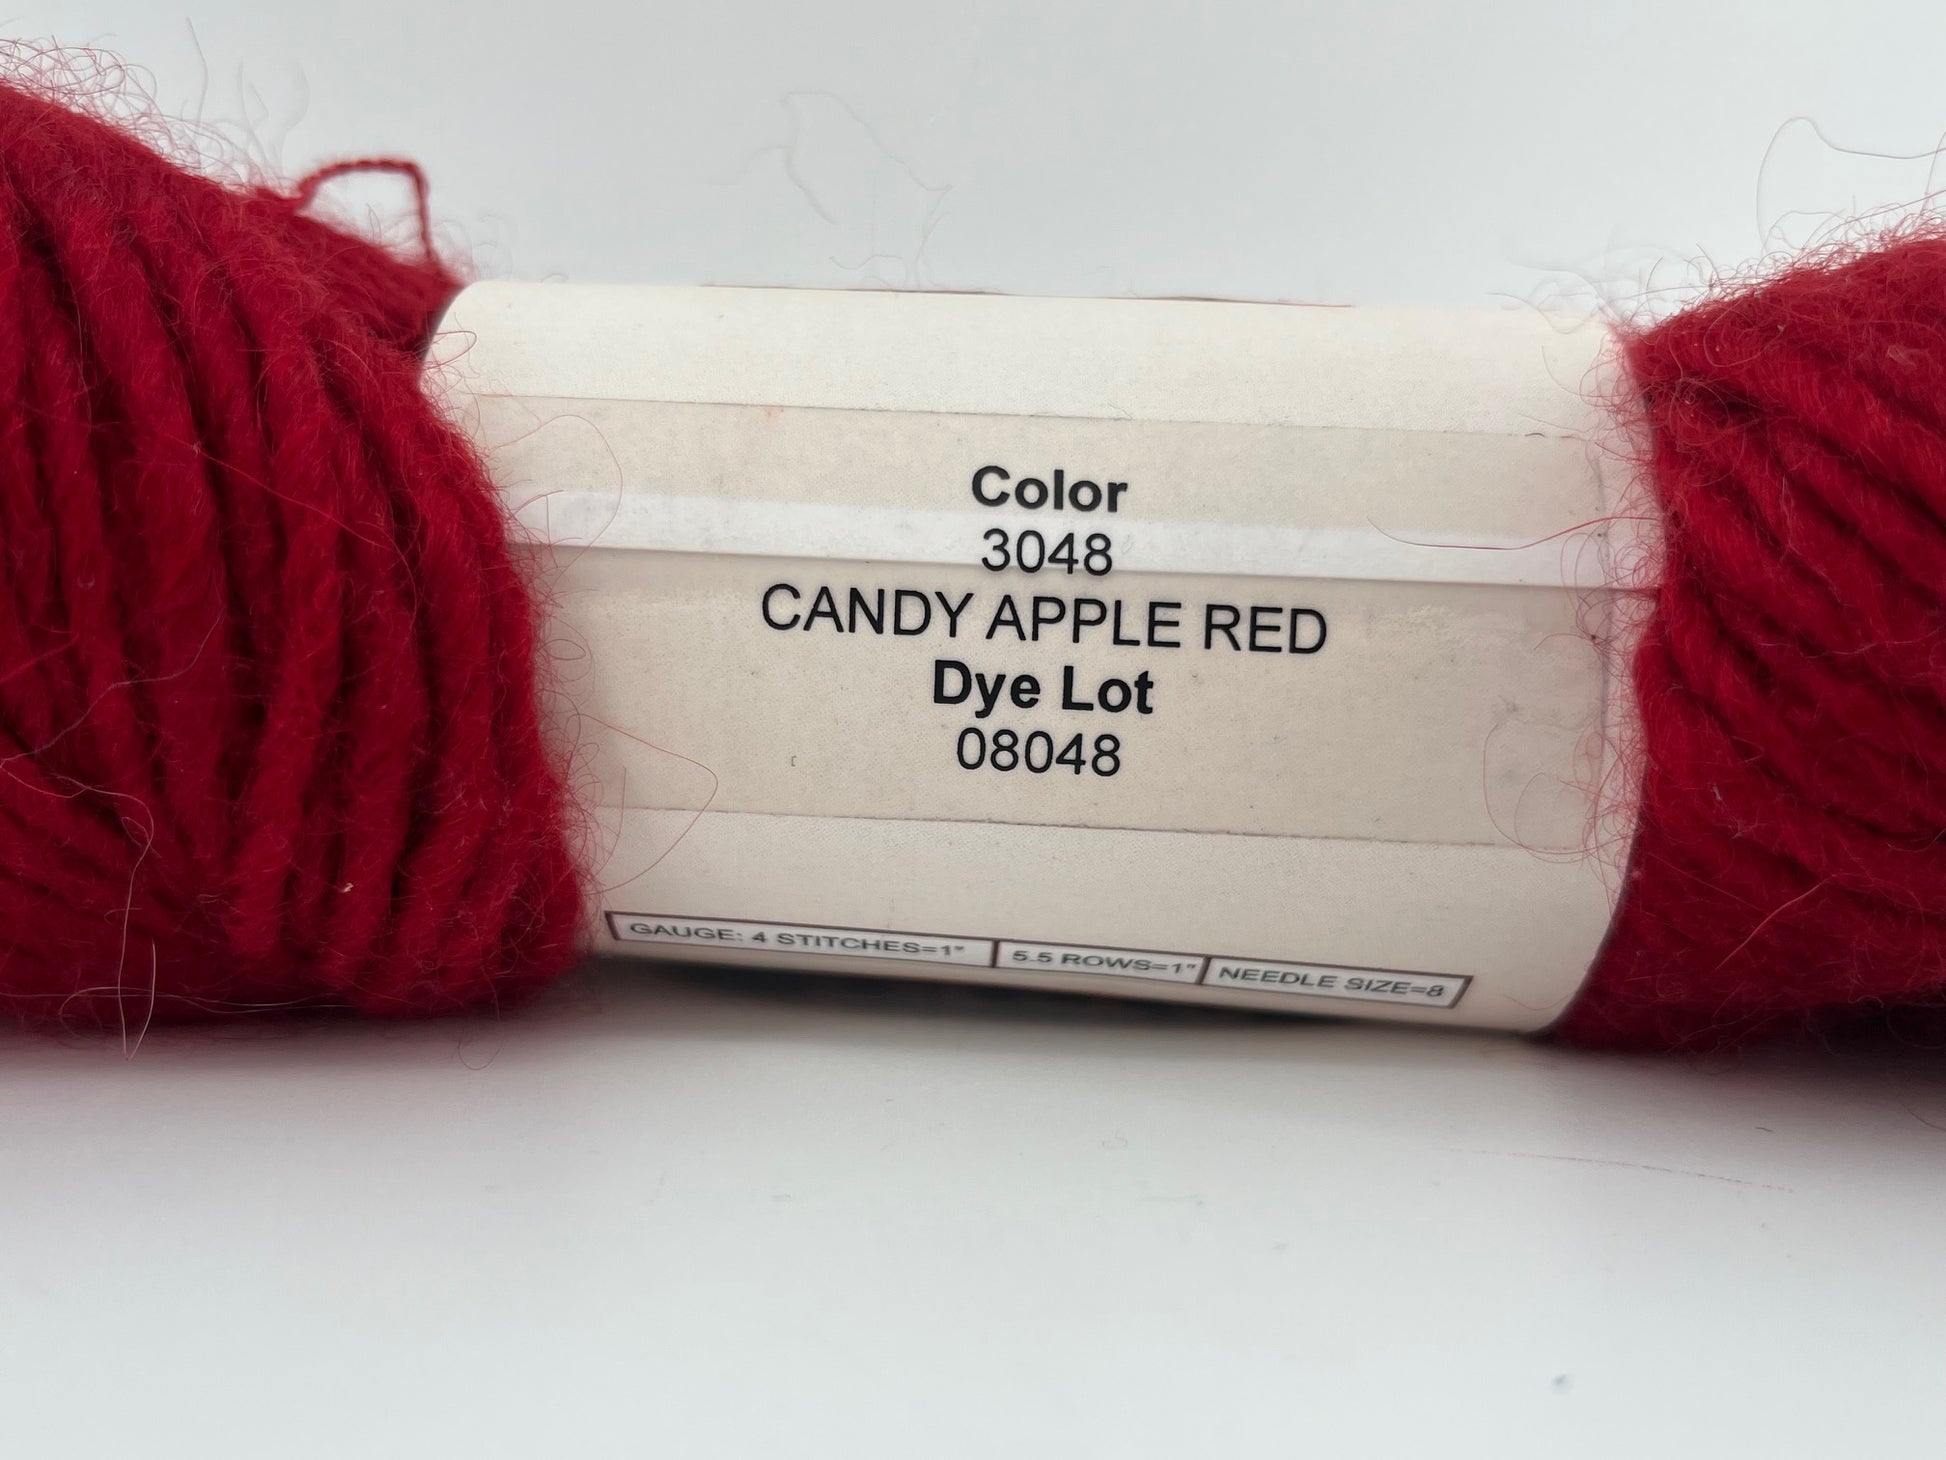 Color
3048
CANDY APPLE RED
Dye Lot
08048
GAUGE: 4 STITCHES=1" 5.5 ROWS=1" NEEDLE SIZE=8